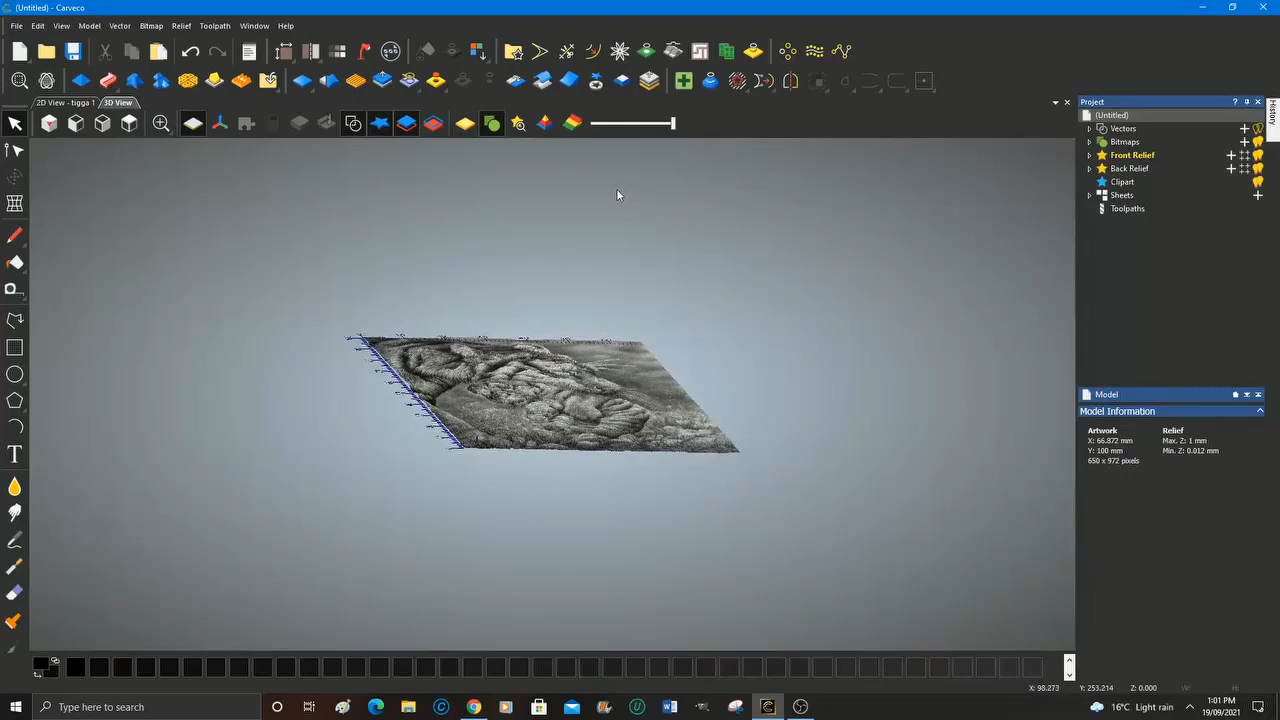 (Untitled) - Carveco
File Edit View Model Vector Bitmap Relief Toolpath Window Help
2D View - tigga 1 3D View
Project
(Untitled)
Vectors
Bitmaps
Front Relief
Back Relief
Clipart
Sheets
Toolpaths
History
Model
Model Information
Artwork Relief
X: 66.872 mm Max. Z: 1 mm
Y: 100 mm Min. Z: 0.012 mm
650 x 972 pixels
X: 98.273 Y: 253.214 Z: 0.000 W: H:
Type here to search
16°C Light rain
1:01 PM
19/09/2021